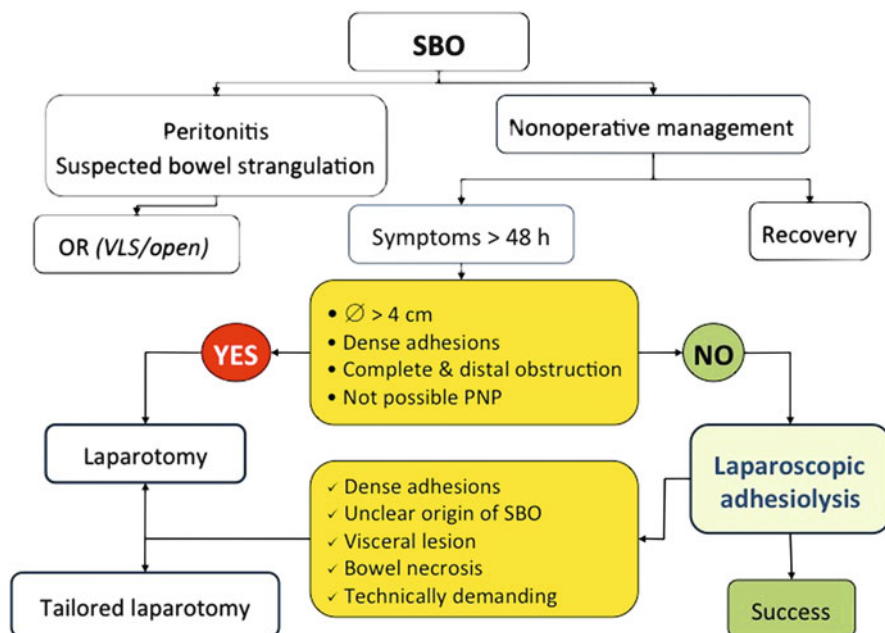 SBO
Peritonitis
Suspected bowel strangulation
Nonoperative management
OR (VLS/open)
Symptoms > 48 h
Recovery
• ∅ > 4 cm
• Dense adhesions
• Complete & distal obstruction
• Not possible PNP
YES
NO
Laparotomy
Laparoscopic
adhesiolysis
✓ Dense adhesions
✓ Unclear origin of SBO
✓ Visceral lesion
✓ Bowel necrosis
✓ Technically demanding
Tailored laparotomy
Success